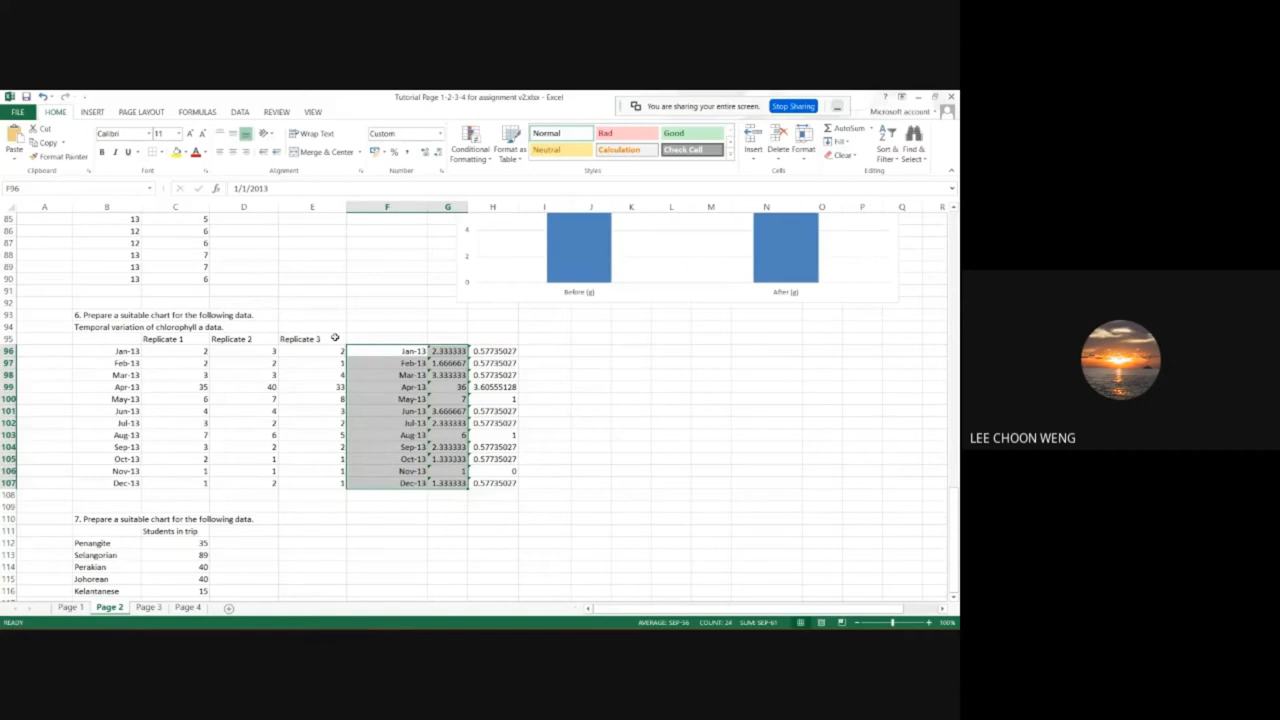 Tutorial Page 1-2-3-4 for assignment v2.xlsx - Excel
You are sharing your entire screen. Stop Sharing
FILE HOME INSERT PAGE LAYOUT FORMULAS DATA REVIEW VIEW Microsoft account
Cut
Copy
Format Painter
Paste
Clipboard
Calibri 11
B I U
Font
Wrap Text
Merge & Center
Alignment
Custom
Number
Conditional Formatting
Format as Table
Normal Bad Good
Neutral Calculation Check Cell
Styles
Insert Delete Format
Cells
AutoSum
Fill
Clear
Sort & Filter
Find & Select
Editing
F96 fx 1/1/2013
A B C D E F G H I J K L M N O P Q R
85 13 5
86 12 6
87 12 6
88 13 7
89 13 7
90 13 6
91
92
4
2
0
Before (g) After (g)
93 6. Prepare a suitable chart for the following data.
94 Temporal variation of chlorophyll a data.
95 Replicate 1 Replicate 2 Replicate 3
96 Jan-13 2 3 2 Jan-13 2.333333 0.57735027
97 Feb-13 2 2 1 Feb-13 1.666667 0.57735027
98 Mar-13 3 3 4 Mar-13 3.333333 0.57735027
99 Apr-13 35 40 33 Apr-13 36 3.60555128
100 May-13 6 7 8 May-13 7 1
101 Jun-13 4 4 3 Jun-13 3.666667 0.57735027
102 Jul-13 3 2 2 Jul-13 2.333333 0.57735027
103 Aug-13 7 6 5 Aug-13 6 1
104 Sep-13 3 2 2 Sep-13 2.333333 0.57735027
105 Oct-13 2 1 1 Oct-13 1.333333 0.57735027
106 Nov-13 1 1 1 Nov-13 1 0
107 Dec-13 1 2 1 Dec-13 1.333333 0.57735027
108
109
110 7. Prepare a suitable chart for the following data.
111 Students in trip
112 Penangite 35
113 Selangorian 89
114 Perakian 40
115 Johorean 40
116 Kelantanese 15
Page 1 Page 2 Page 3 Page 4
READY AVERAGE: SEP-56 COUNT: 24 SUM: SEP-61 100%
LEE CHOON WENG